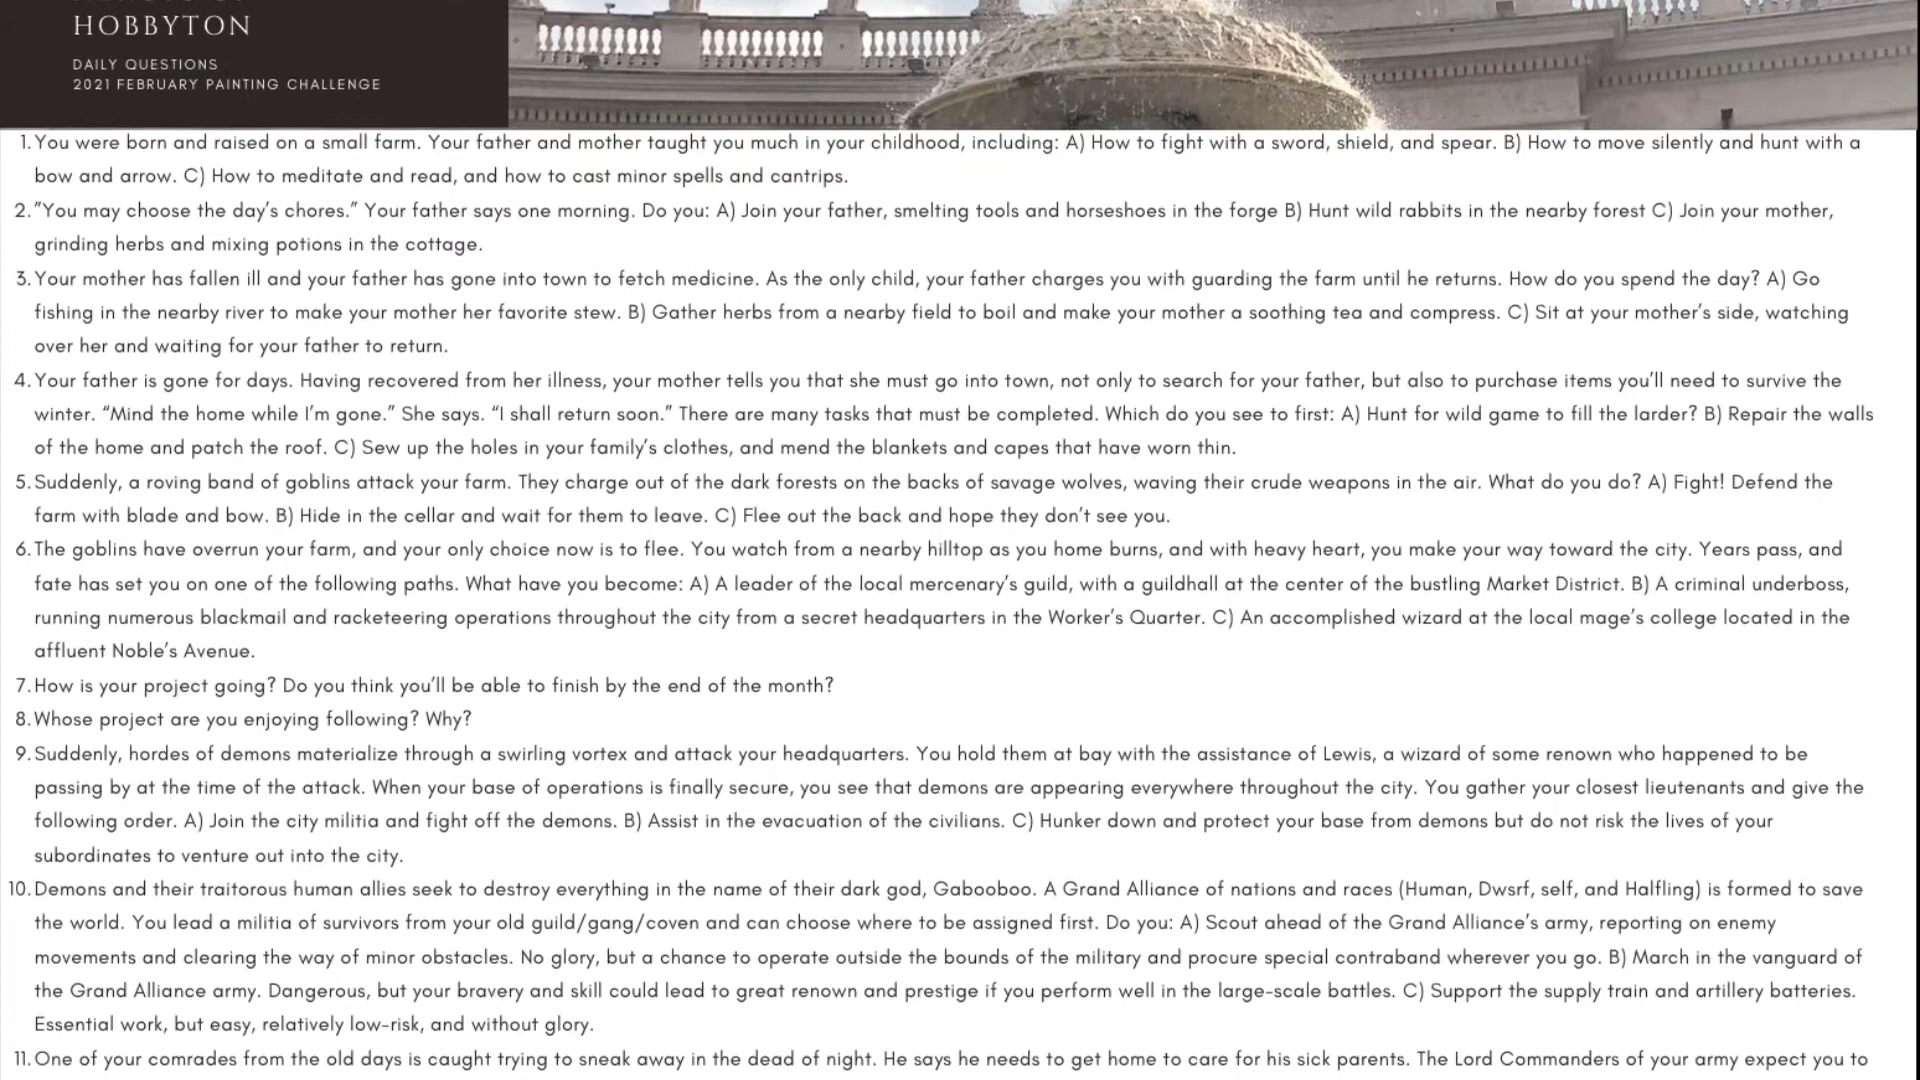 HOBBYTON
DAILY QUESTIONS
2021 FEBRUARY PAINTING CHALLENGE
1. You were born and raised on a small farm. Your father and mother taught you much in your childhood, including: A) How to fight with a sword, shield, and spear. B) How to move silently and hunt with a
bow and arrow. C) How to meditate and read, and how to cast minor spells and cantrips.
2. "You may choose the day's chores." Your father says one morning. Do you: A) Join your father, smelting tools and horseshoes in the forge B) Hunt wild rabbits in the nearby forest C) Join your mother,
grinding herbs and mixing potions in the cottage.
3. Your mother has fallen ill and your father has gone into town to fetch medicine. As the only child, your father charges you with guarding the farm until he returns. How do you spend the day? A) Go
fishing in the nearby river to make your mother her favorite stew. B) Gather herbs from a nearby field to boil and make your mother a soothing tea and compress. C) Sit at your mother's side, watching
over her and waiting for your father to return.
4. Your father is gone for days. Having recovered from her illness, your mother tells you that she must go into town, not only to search for your father, but also to purchase items you'll need to survive the
winter. "Mind the home while I'm gone." She says. "I shall return soon." There are many tasks that must be completed. Which do you see to first: A) Hunt for wild game to fill the larder? B) Repair the walls
of the home and patch the roof. C) Sew up the holes in your family's clothes, and mend the blankets and capes that have worn thin.
5. Suddenly, a roving band of goblins attack your farm. They charge out of the dark forests on the backs of savage wolves, waving their crude weapons in the air. What do you do? A) Fight! Defend the
farm with blade and bow. B) Hide in the cellar and wait for them to leave. C) Flee out the back and hope they don't see you.
6. The goblins have overrun your farm, and your only choice now is to flee. You watch from a nearby hilltop as you home burns, and with heavy heart, you make your way toward the city. Years pass, and
fate has set you on one of the following paths. What have you become: A) A leader of the local mercenary's guild, with a guildhall at the center of the bustling Market District. B) A criminal underboss,
running numerous blackmail and racketeering operations throughout the city from a secret headquarters in the Worker's Quarter. C) An accomplished wizard at the local mage's college located in the
affluent Noble's Avenue.
7. How is your project going? Do you think you'll be able to finish by the end of the month?
8. Whose project are you enjoying following? Why?
9. Suddenly, hordes of demons materialize through a swirling vortex and attack your headquarters. You hold them at bay with the assistance of Lewis, a wizard of some renown who happened to be
passing by at the time of the attack. When your base of operations is finally secure, you see that demons are appearing everywhere throughout the city. You gather your closest lieutenants and give the
following order. A) Join the city militia and fight off the demons. B) Assist in the evacuation of the civilians. C) Hunker down and protect your base from demons but do not risk the lives of your
subordinates to venture out into the city.
10. Demons and their traitorous human allies seek to destroy everything in the name of their dark god, Gabooboo. A Grand Alliance of nations and races (Human, Dwsrf, self, and Halfling) is formed to save
the world. You lead a militia of survivors from your old guild/gang/coven and can choose where to be assigned first. Do you: A) Scout ahead of the Grand Alliance's army, reporting on enemy
movements and clearing the way of minor obstacles. No glory, but a chance to operate outside the bounds of the military and procure special contraband wherever you go. B) March in the vanguard of
the Grand Alliance army. Dangerous, but your bravery and skill could lead to great renown and prestige if you perform well in the large-scale battles. C) Support the supply train and artillery batteries.
Essential work, but easy, relatively low-risk, and without glory.
11. One of your comrades from the old days is caught trying to sneak away in the dead of night. He says he needs to get home to care for his sick parents. The Lord Commanders of your army expect you to